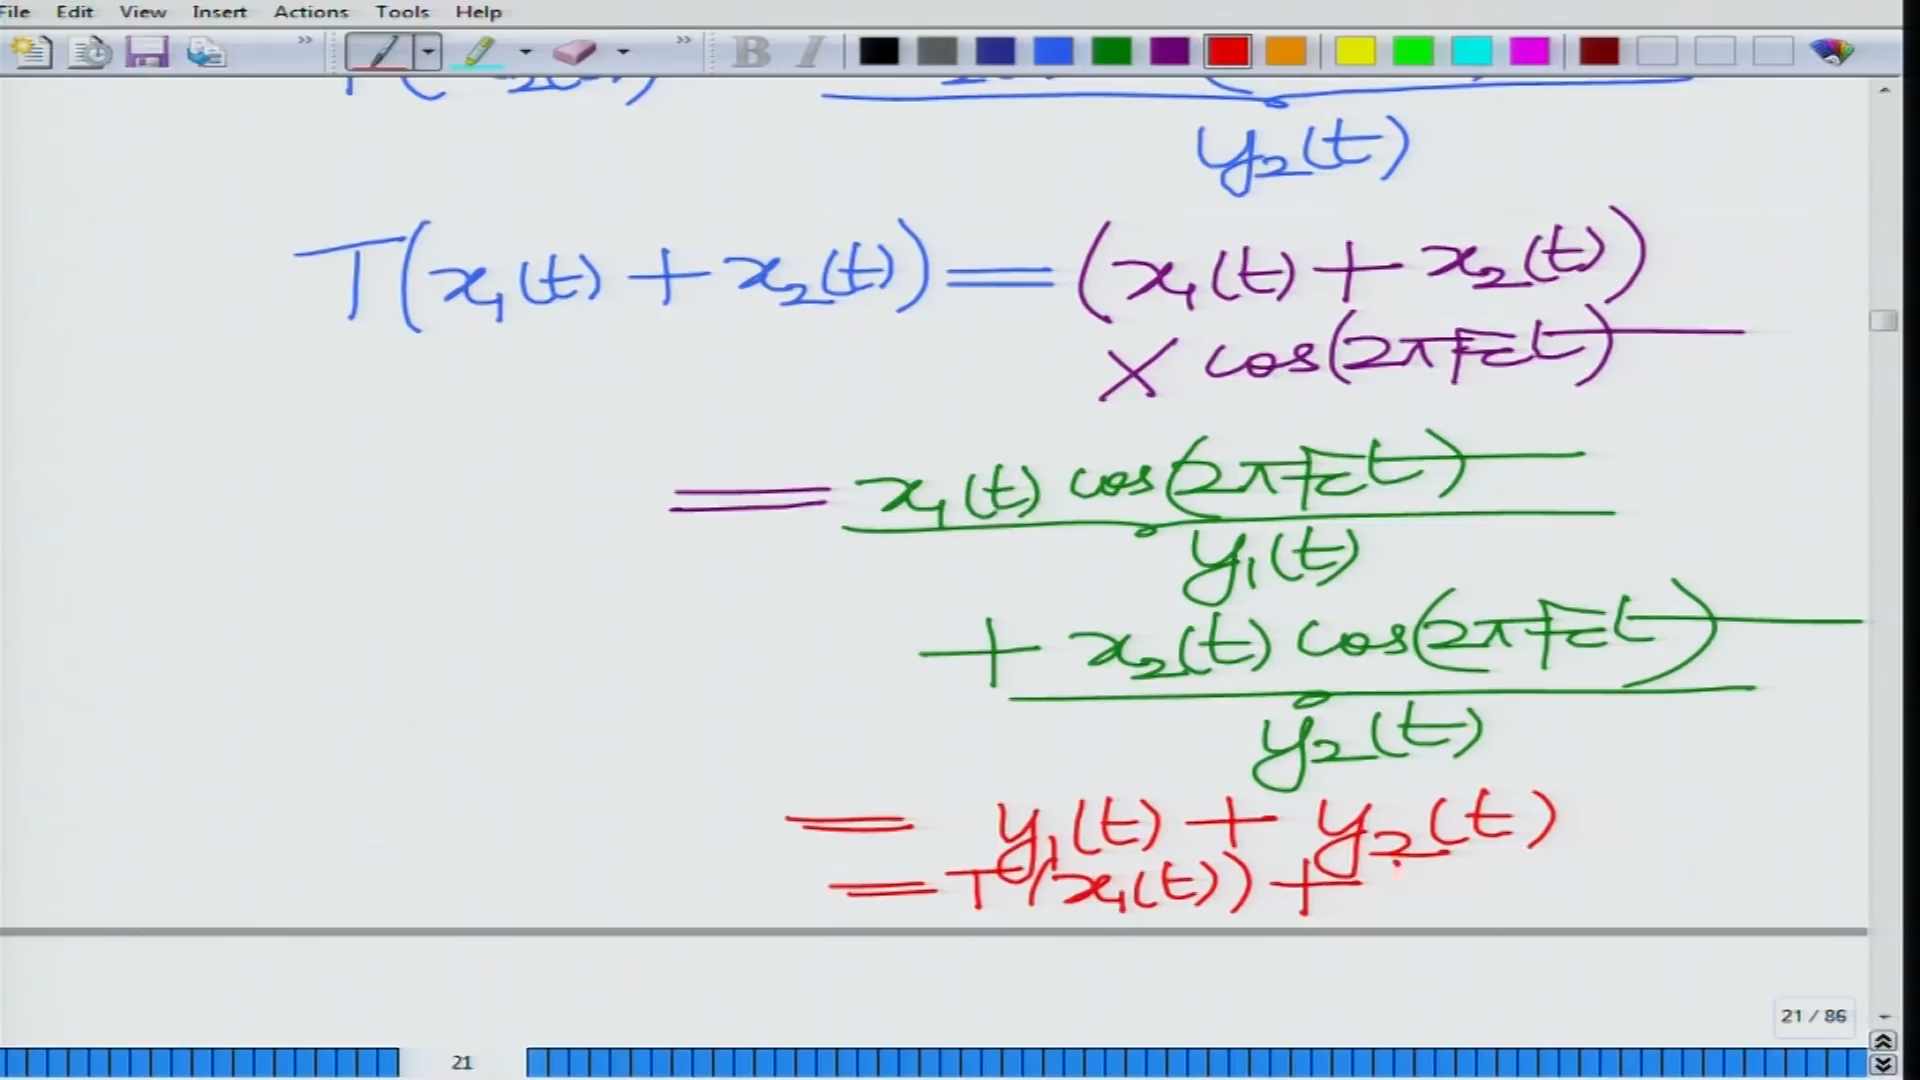 File Edit View Insert Actions Tools Help
B I
y₂(t)
T(x₁(t) + x₂(t)) = (x₁(t) + x₂(t))
× cos(2πFct)
= x₁(t) cos(2πFct)
y₁(t)
+ x₂(t) cos(2πFct)
y₂(t)
= y₁(t) + y₂(t)
= T(x₁(t)) +
21 / 86
21